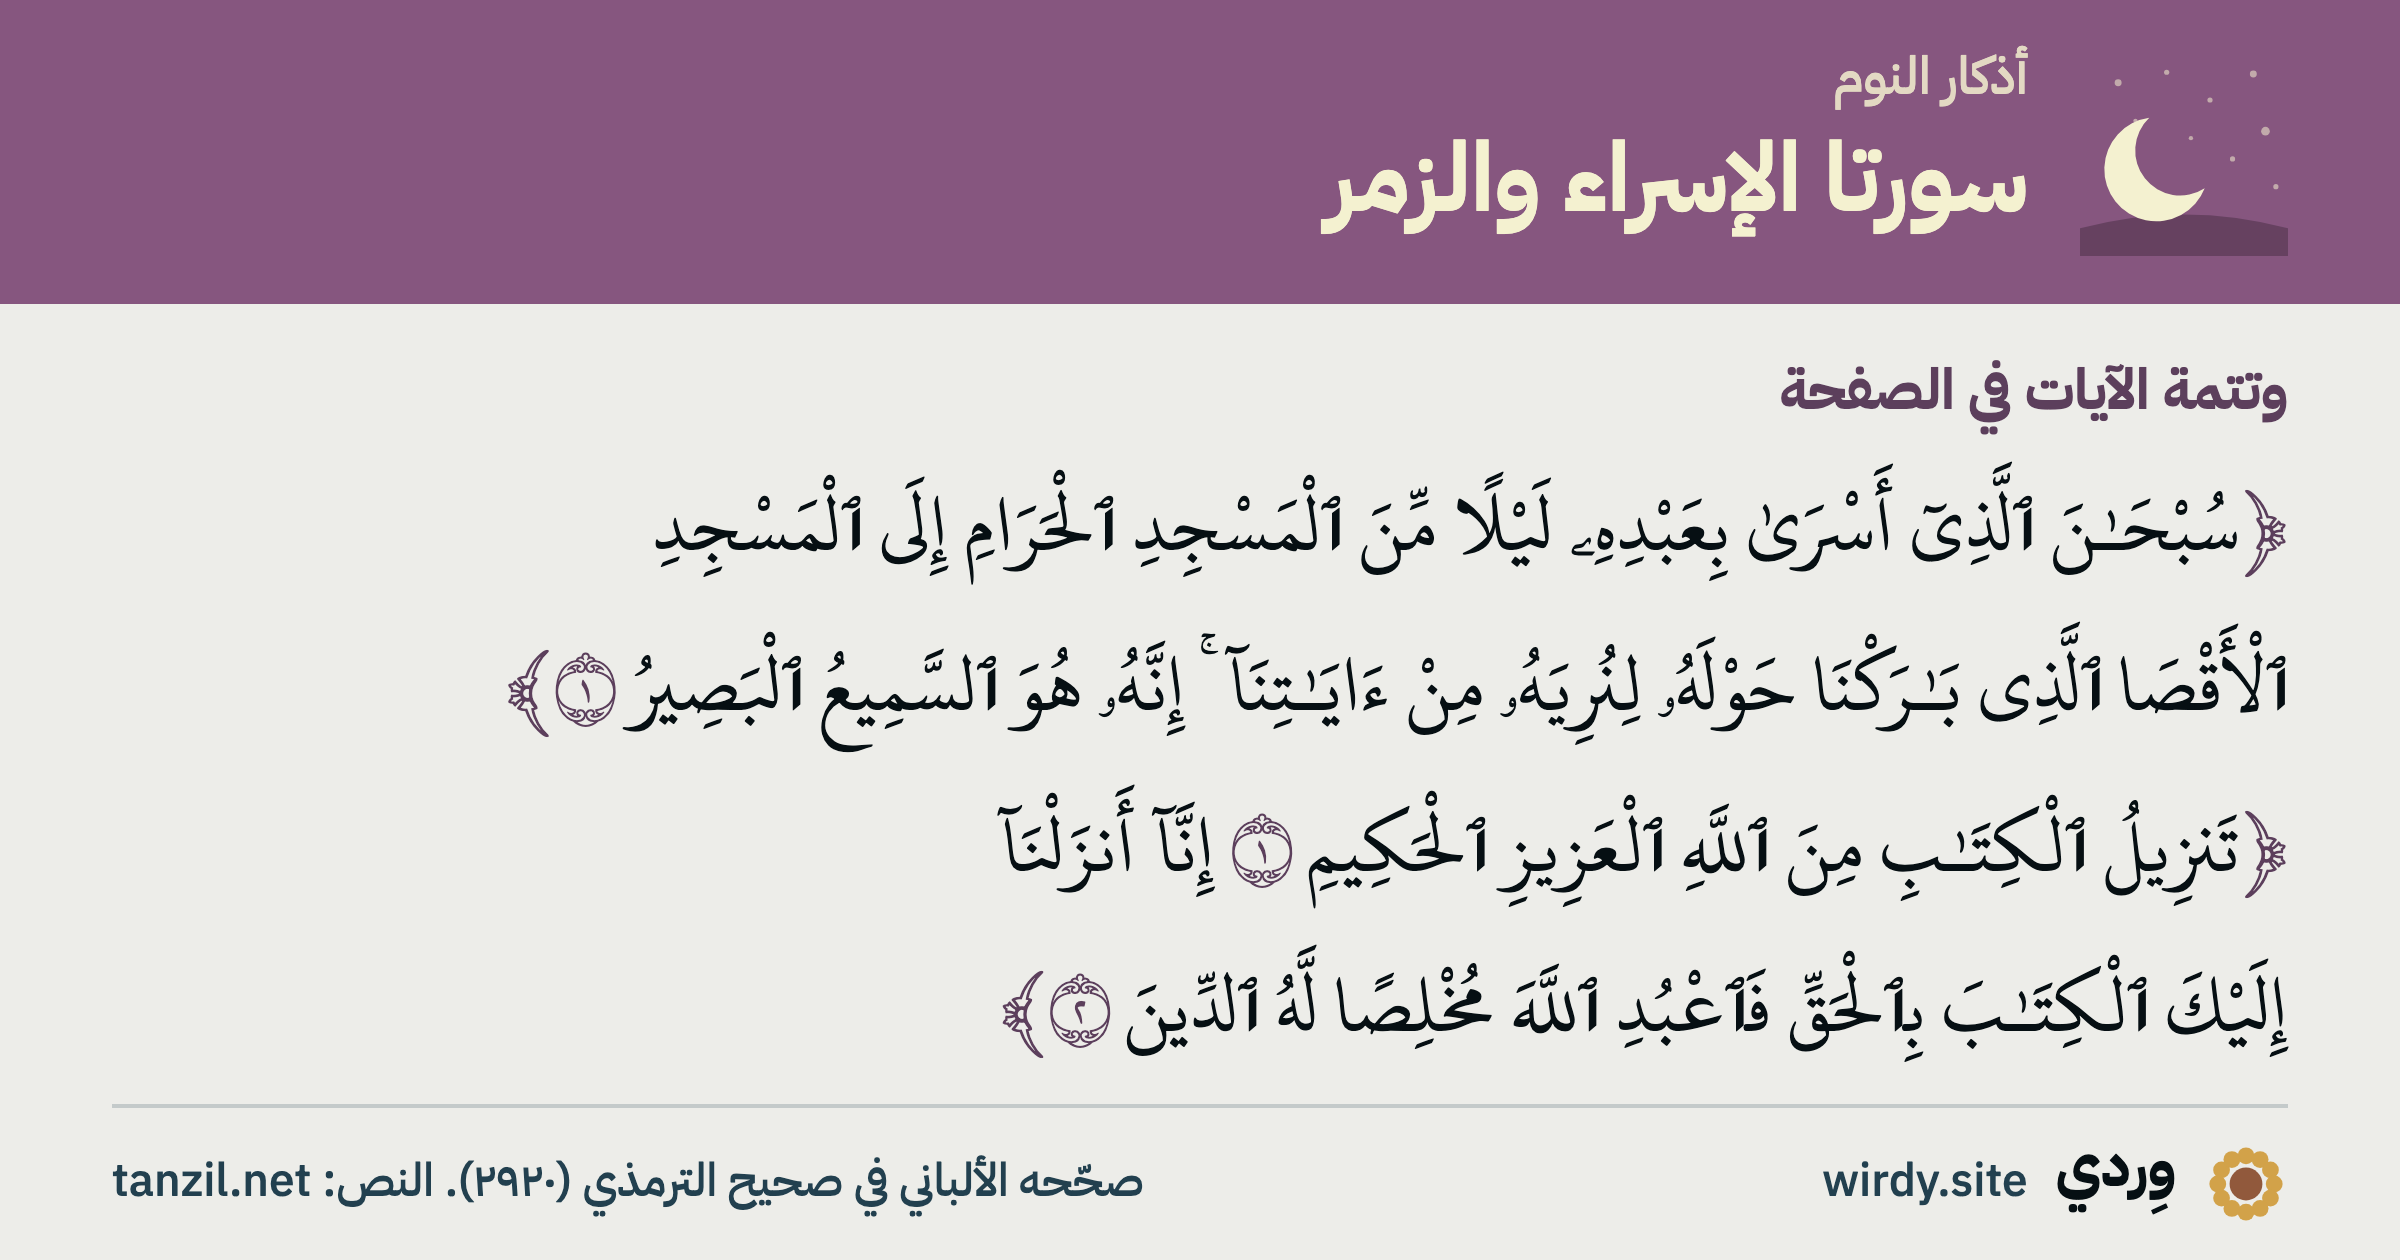 أذكار النوم
سورتا الإسراء والزمر
وتتمة الآيات في الصفحة
﴿سُبْحَـٰنَ ٱلَّذِىٓ أَسْرَىٰ بِعَبْدِهِۦ لَيْلًا مِّنَ ٱلْمَسْجِدِ ٱلْحَرَامِ إِلَى ٱلْمَسْجِدِ
ٱلْأَقْصَا ٱلَّذِى بَـٰرَكْنَا حَوْلَهُۥ لِنُرِيَهُۥ مِنْ ءَايَـٰتِنَآ ۚ إِنَّهُۥ هُوَ ٱلسَّمِيعُ ٱلْبَصِيرُ ۝١﴾
﴿تَنزِيلُ ٱلْكِتَـٰبِ مِنَ ٱللَّهِ ٱلْعَزِيزِ ٱلْحَكِيمِ ۝١ إِنَّآ أَنزَلْنَآ
إِلَيْكَ ٱلْكِتَـٰبَ بِٱلْحَقِّ فَٱعْبُدِ ٱللَّهَ مُخْلِصًا لَّهُ ٱلدِّينَ ۝٢﴾
وِردي wirdy.site
صحّحه الألباني في صحيح الترمذي (٢٩٢٠). النص: tanzil.net